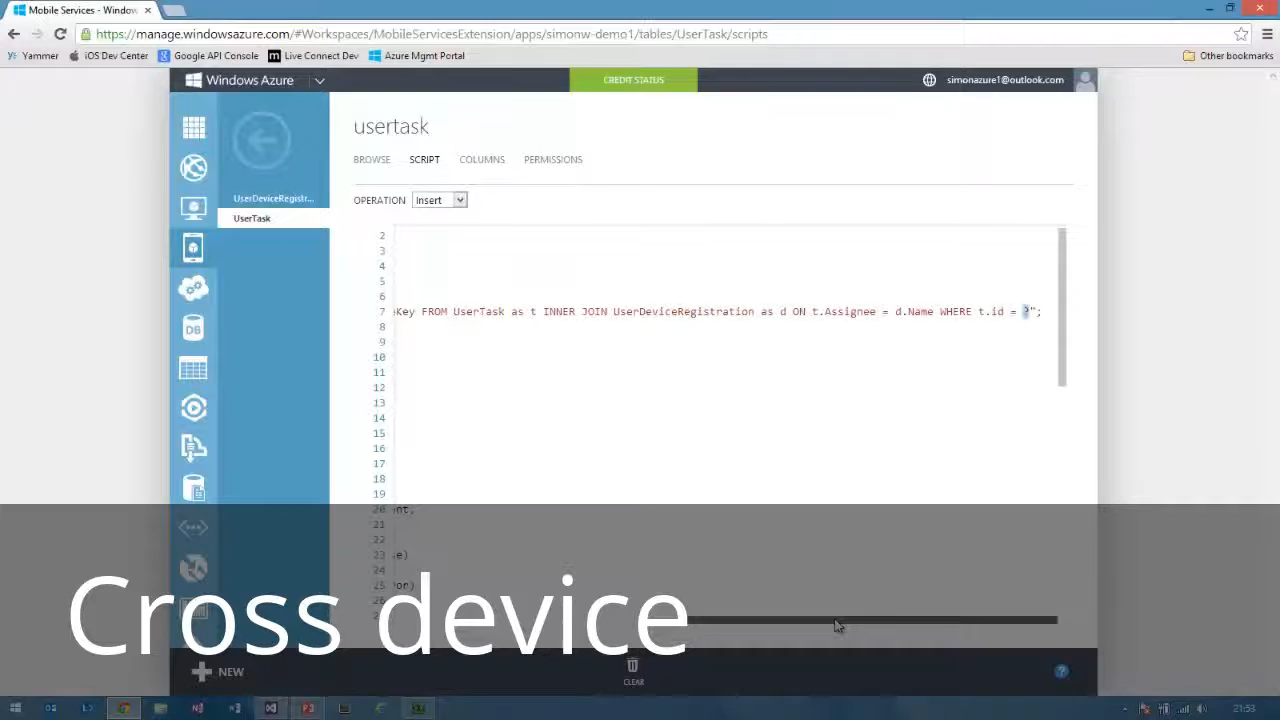 Mobile Services - Window
https://manage.windowsazure.com/#Workspaces/MobileServicesExtension/apps/simonw-demo1/tables/UserTask/scripts
Yammer iOS Dev Center Google API Console Live Connect Dev Azure Mgmt Portal Other bookmarks
Windows Azure CREDIT STATUS simonazure1@outlook.com
usertask
BROWSE SCRIPT COLUMNS PERMISSIONS
UserDeviceRegistr...
OPERATION Insert
UserTask
2
3
4
5
6
7 Key FROM UserTask as t INNER JOIN UserDeviceRegistration as d ON t.Assignee = d.Name WHERE t.id = ?";
8
9
10
11
12
13
14
15
16
17
18
19
20 nt,
21
22
23 e)
24
25 on)
Cross device
NEW CLEAR ?
21:53